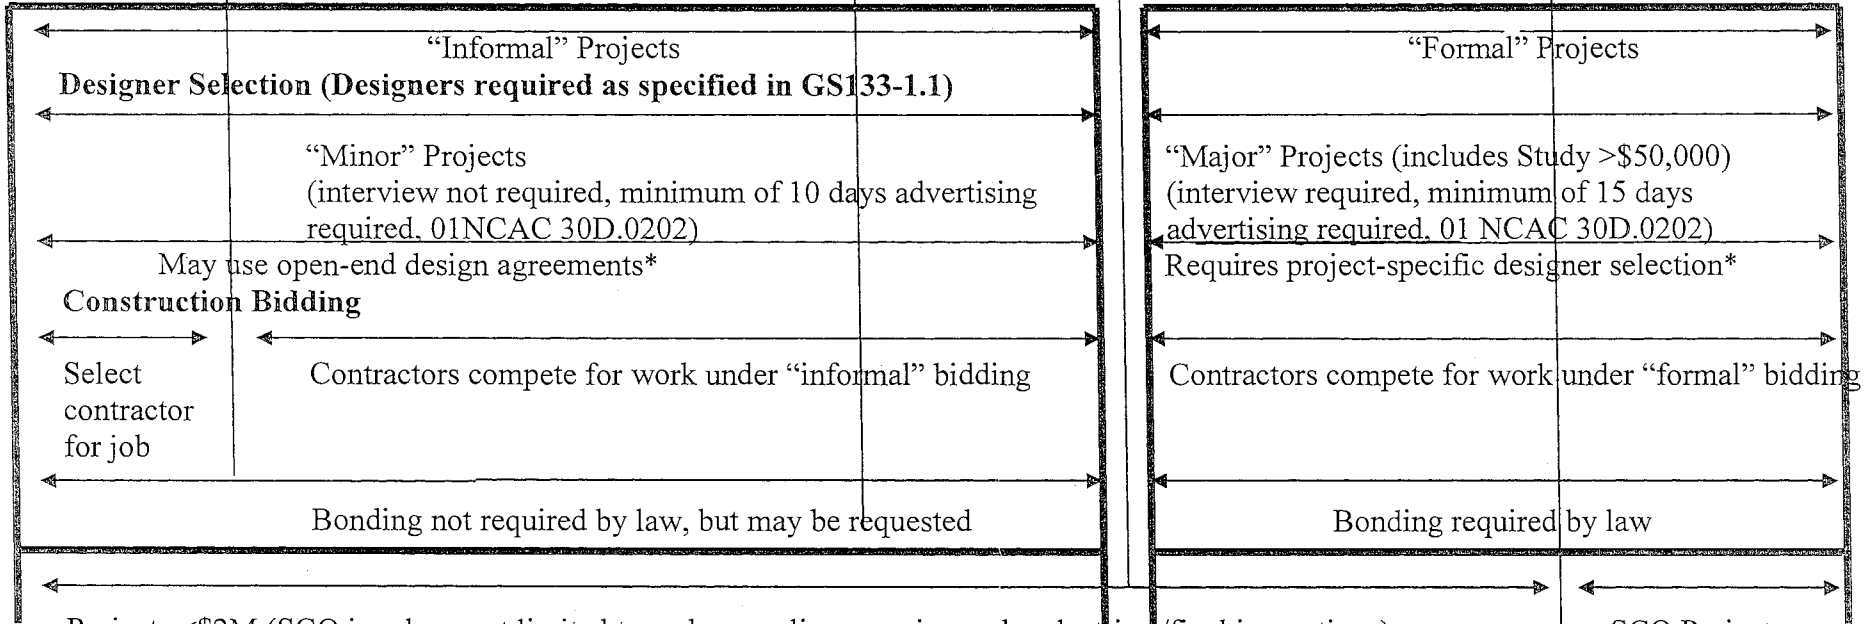 “Informal” Projects
“Formal” Projects
Designer Selection (Designers required as specified in GS133-1.1)
“Minor” Projects
(interview not required, minimum of 10 days advertising
required, 01NCAC 30D.0202)
“Major” Projects (includes Study >$50,000)
(interview required, minimum of 15 days
advertising required, 01 NCAC 30D.0202)
May use open-end design agreements*
Requires project-specific designer selection*
Construction Bidding
Select
contractor
for job
Contractors compete for work under “informal” bidding
Contractors compete for work under “formal” bidding
Bonding not required by law, but may be requested
Bonding required by law